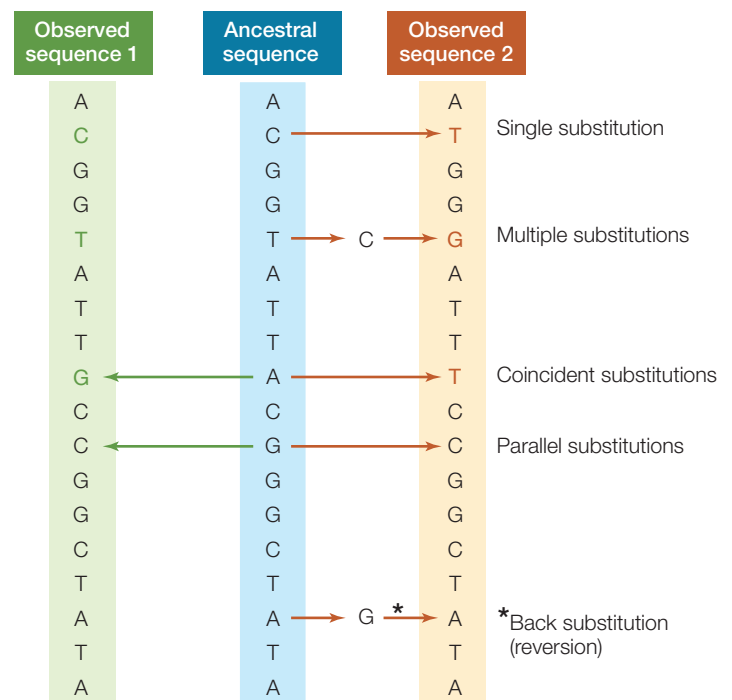 Observed
sequence 1
Ancestral
sequence
Observed
sequence 2
A A A
C C T Single substitution
G G G
G G G
T T C G Multiple substitutions
A A A
T T T
T T T
G A T Coincident substitutions
C C C
C G C Parallel substitutions
G G G
G G G
C C C
T T T
A A G * A *Back substitution
(reversion)
T T T
A A A